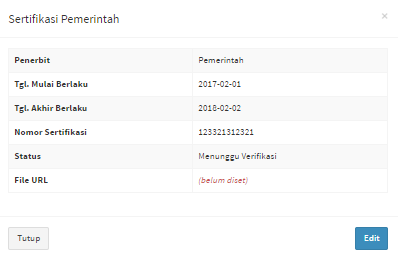 Sertifikasi Pemerintah ×
Penerbit Pemerintah
Tgl. Mulai Berlaku 2017-02-01
Tgl. Akhir Berlaku 2018-02-02
Nomor Sertifikasi 123321312321
Status Menunggu Verifikasi
File URL (belum diset)
Tutup Edit